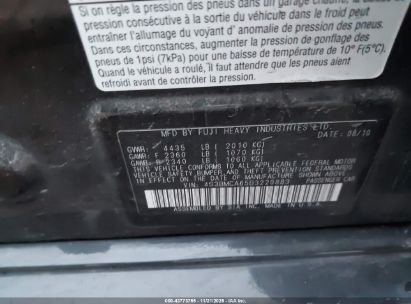 Si on règle la pression des pneus dans un garage chauffé, la
pression consécutive à la sortie du véhicule dans le froid peut
entraîner l'allumage du voyant d' anomalie de pression des pneus.
Dans ces circonstances, augmenter la pression de gonflage
des pneus de 1psi (7kPa) pour une baisse de température de 10° F(5°C).
Quand le véhicule a roulé, il faut attendre que les pneus aient
refroidi avant de contrôler la pression.
MFD. BY FUJI HEAVY INDUSTRIES LTD.
DATE: 08/10
GVWR: 4435 LB ( 2010 KG)
GAWR: F 2360 LB ( 1070 KG)
GAWR: R 2340 LB ( 1060 KG)
THIS VEHICLE CONFORMS TO ALL APPLICABLE FEDERAL MOTOR
VEHICLE SAFETY, BUMPER, AND THEFT PREVENTION STANDARDS
IN EFFECT ON THE DATE OF MANUFACTURE SHOWN ABOVE.
PASSENGER CAR
MADE IN U.S.A.